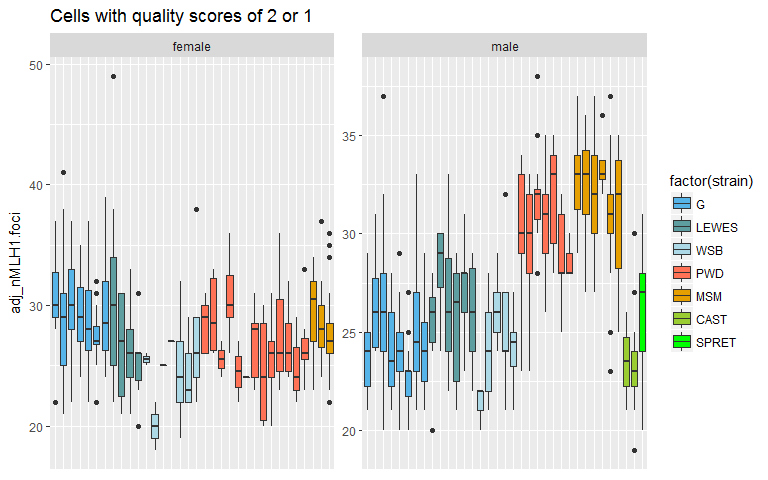 Cells with quality scores of 2 or 1
female
male
adj_nMLH1.foci
50
40
30
20
35
30
25
20
factor(strain)
G
LEWES
WSB
PWD
MSM
CAST
SPRET